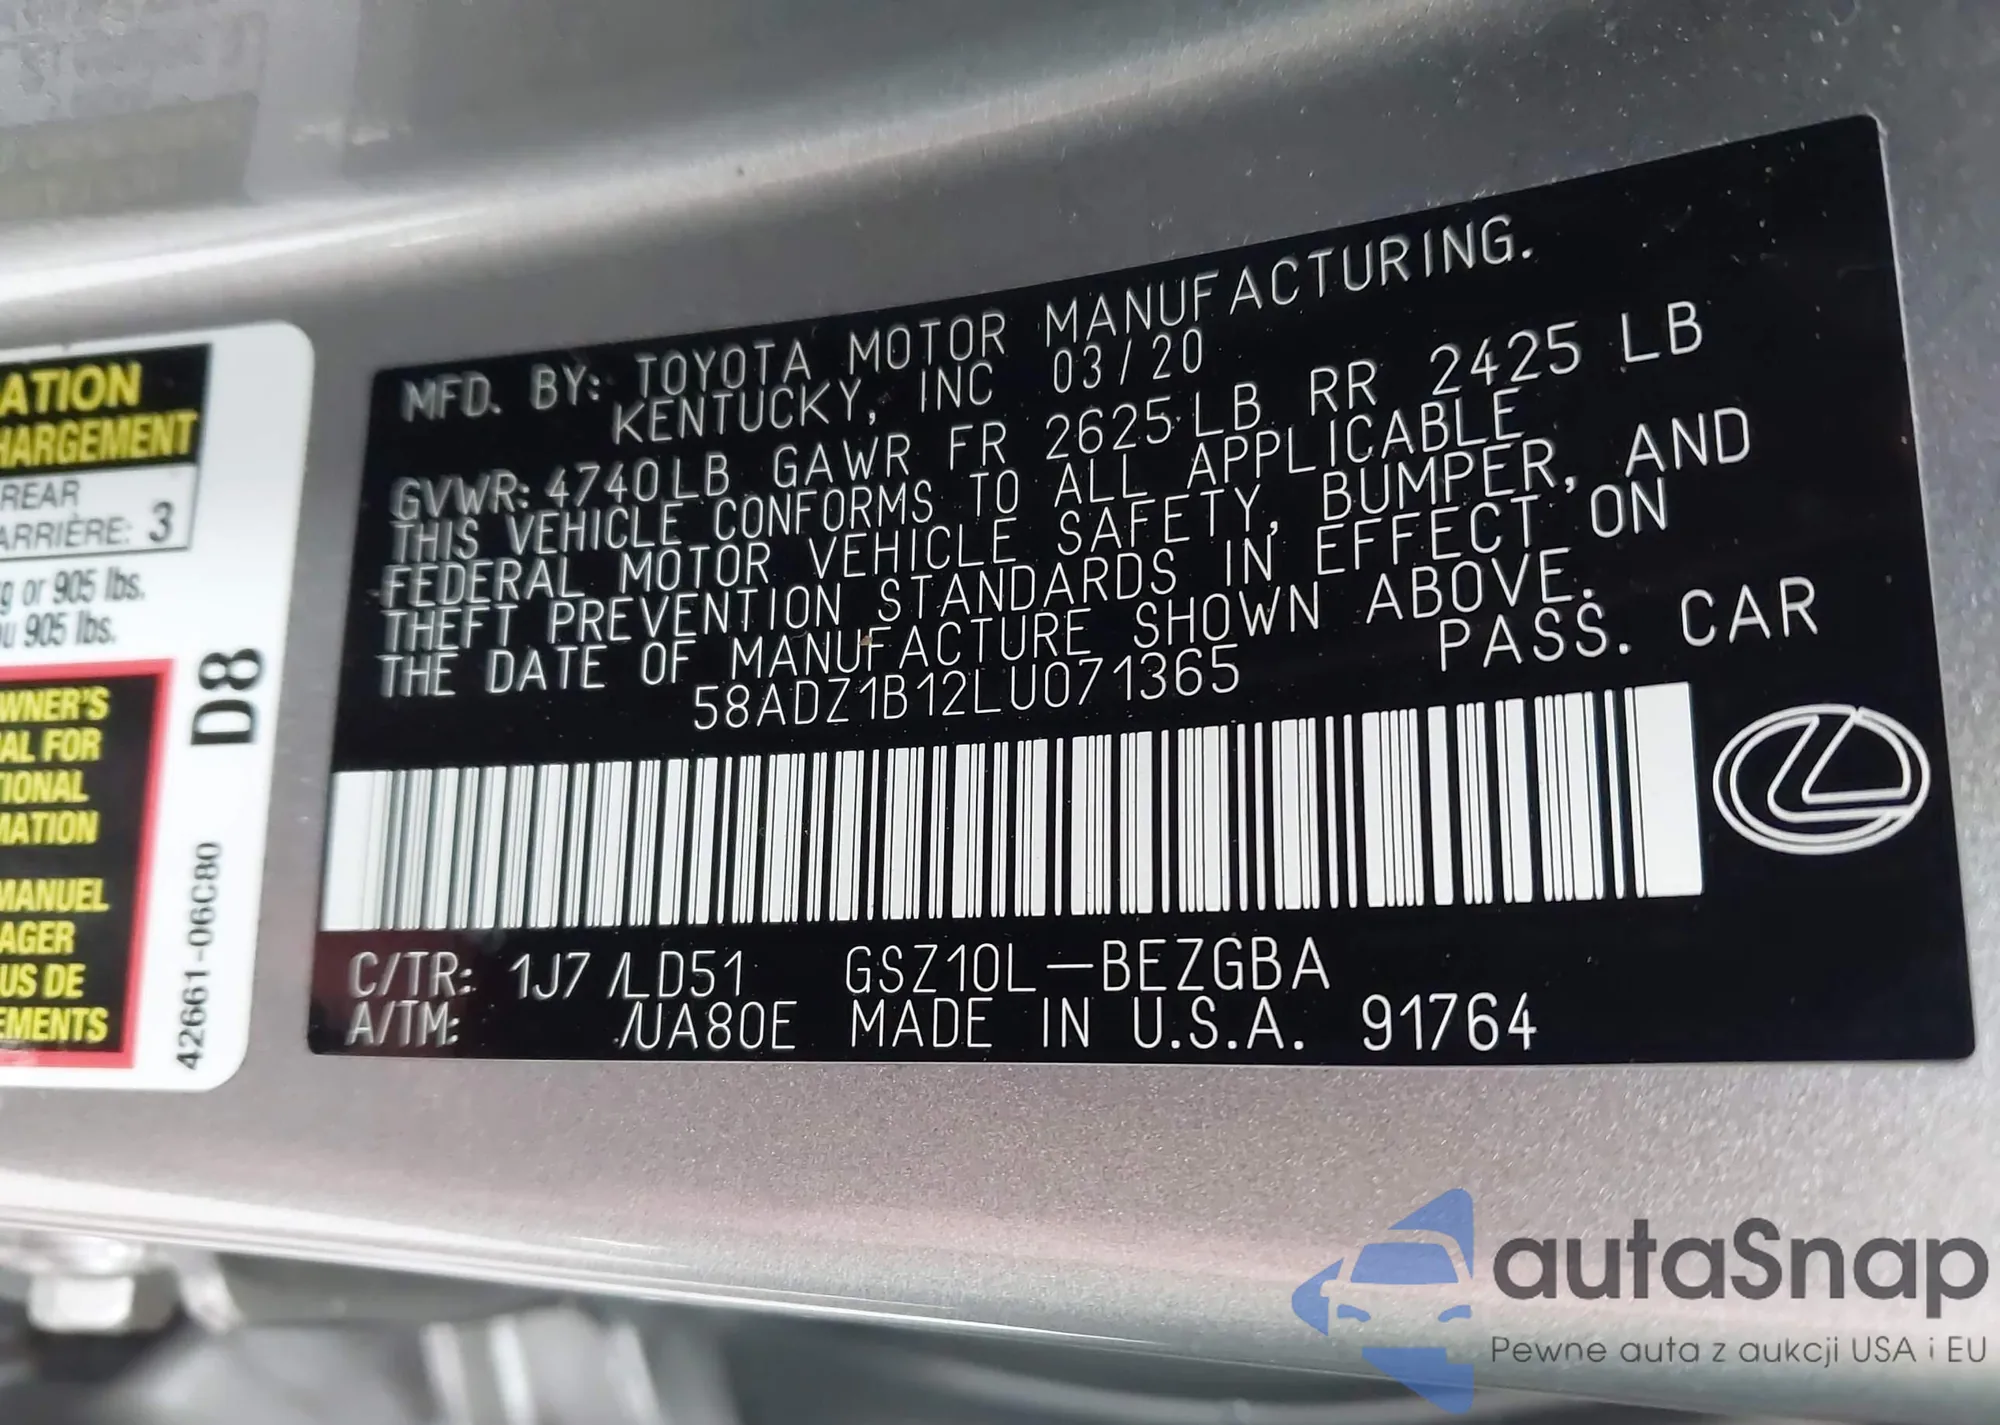 ATION
HARGEMENT
REAR
ARRIÈRE: 3
g or 905 lbs.
u 905 lbs.
WNER'S
AL FOR
TIONAL
MATION
MANUEL
AGER
US DE
EMENTS
D8
42661-06C80
MFD. BY: TOYOTA MOTOR MANUFACTURING.
KENTUCKY, INC 03/20
GVWR: 4740LB GAWR FR 2625 LB RR 2425 LB
THIS VEHICLE CONFORMS TO ALL APPLICABLE
FEDERAL MOTOR VEHICLE SAFETY, BUMPER, AND
THEFT PREVENTION STANDARDS IN EFFECT ON
THE DATE OF MANUFACTURE SHOWN ABOVE.
58ADZ1B12LU071365 PASS. CAR
C/TR: 1J7 /LD51 GSZ10L-BEZGBA
A/TM: /UA80E MADE IN U.S.A. 91764
autaSnap
Pewne auta z aukcji USA i EU